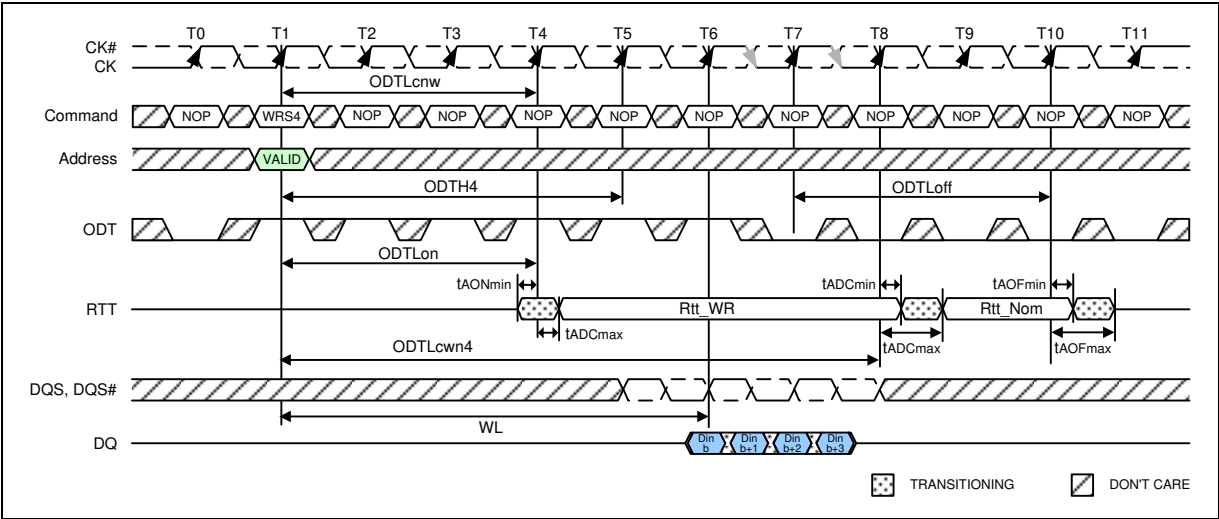 T0 T1 T2 T3 T4 T5 T6 T7 T8 T9 T10 T11
CK#
CK
ODTLcnw
Command NOP WRS4 NOP NOP NOP NOP NOP NOP NOP NOP NOP NOP
Address VALID
ODTH4 ODTLoff
ODT
ODTLon
tAONmin tADCmin tAOFmin
RTT Rtt_WR Rtt_Nom
tADCmax tADCmax tAOFmax
ODTLcwn4
DQS, DQS#
WL
DQ Din b Din b+1 Din b+2 Din b+3
TRANSITIONING DON'T CARE